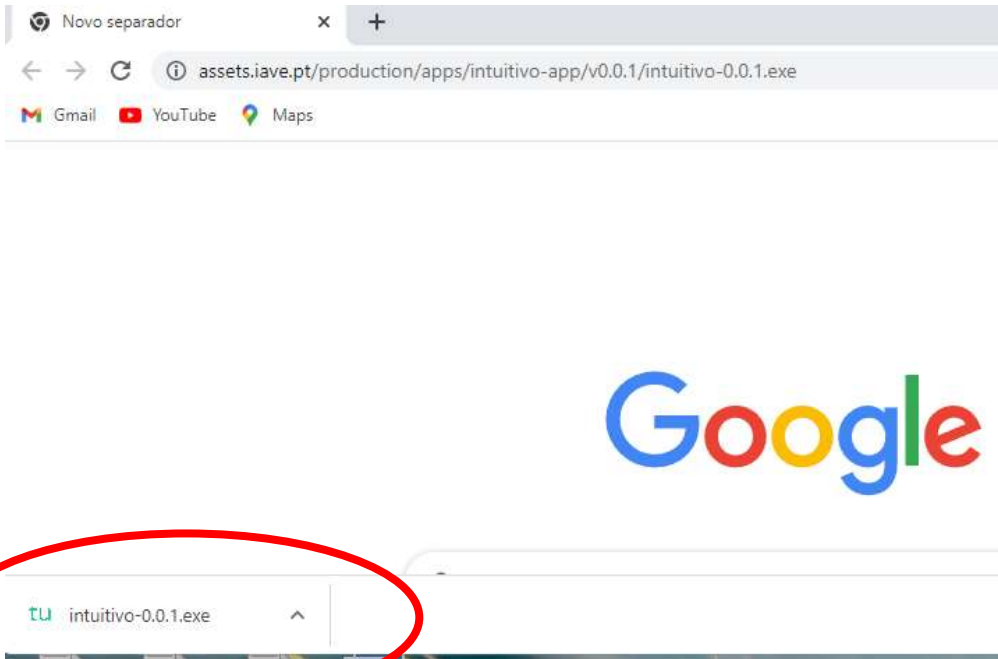 Novo separador
assets.iave.pt/production/apps/intuitivo-app/v0.0.1/intuitivo-0.0.1.exe
Gmail YouTube Maps
Google
tu intuitivo-0.0.1.exe